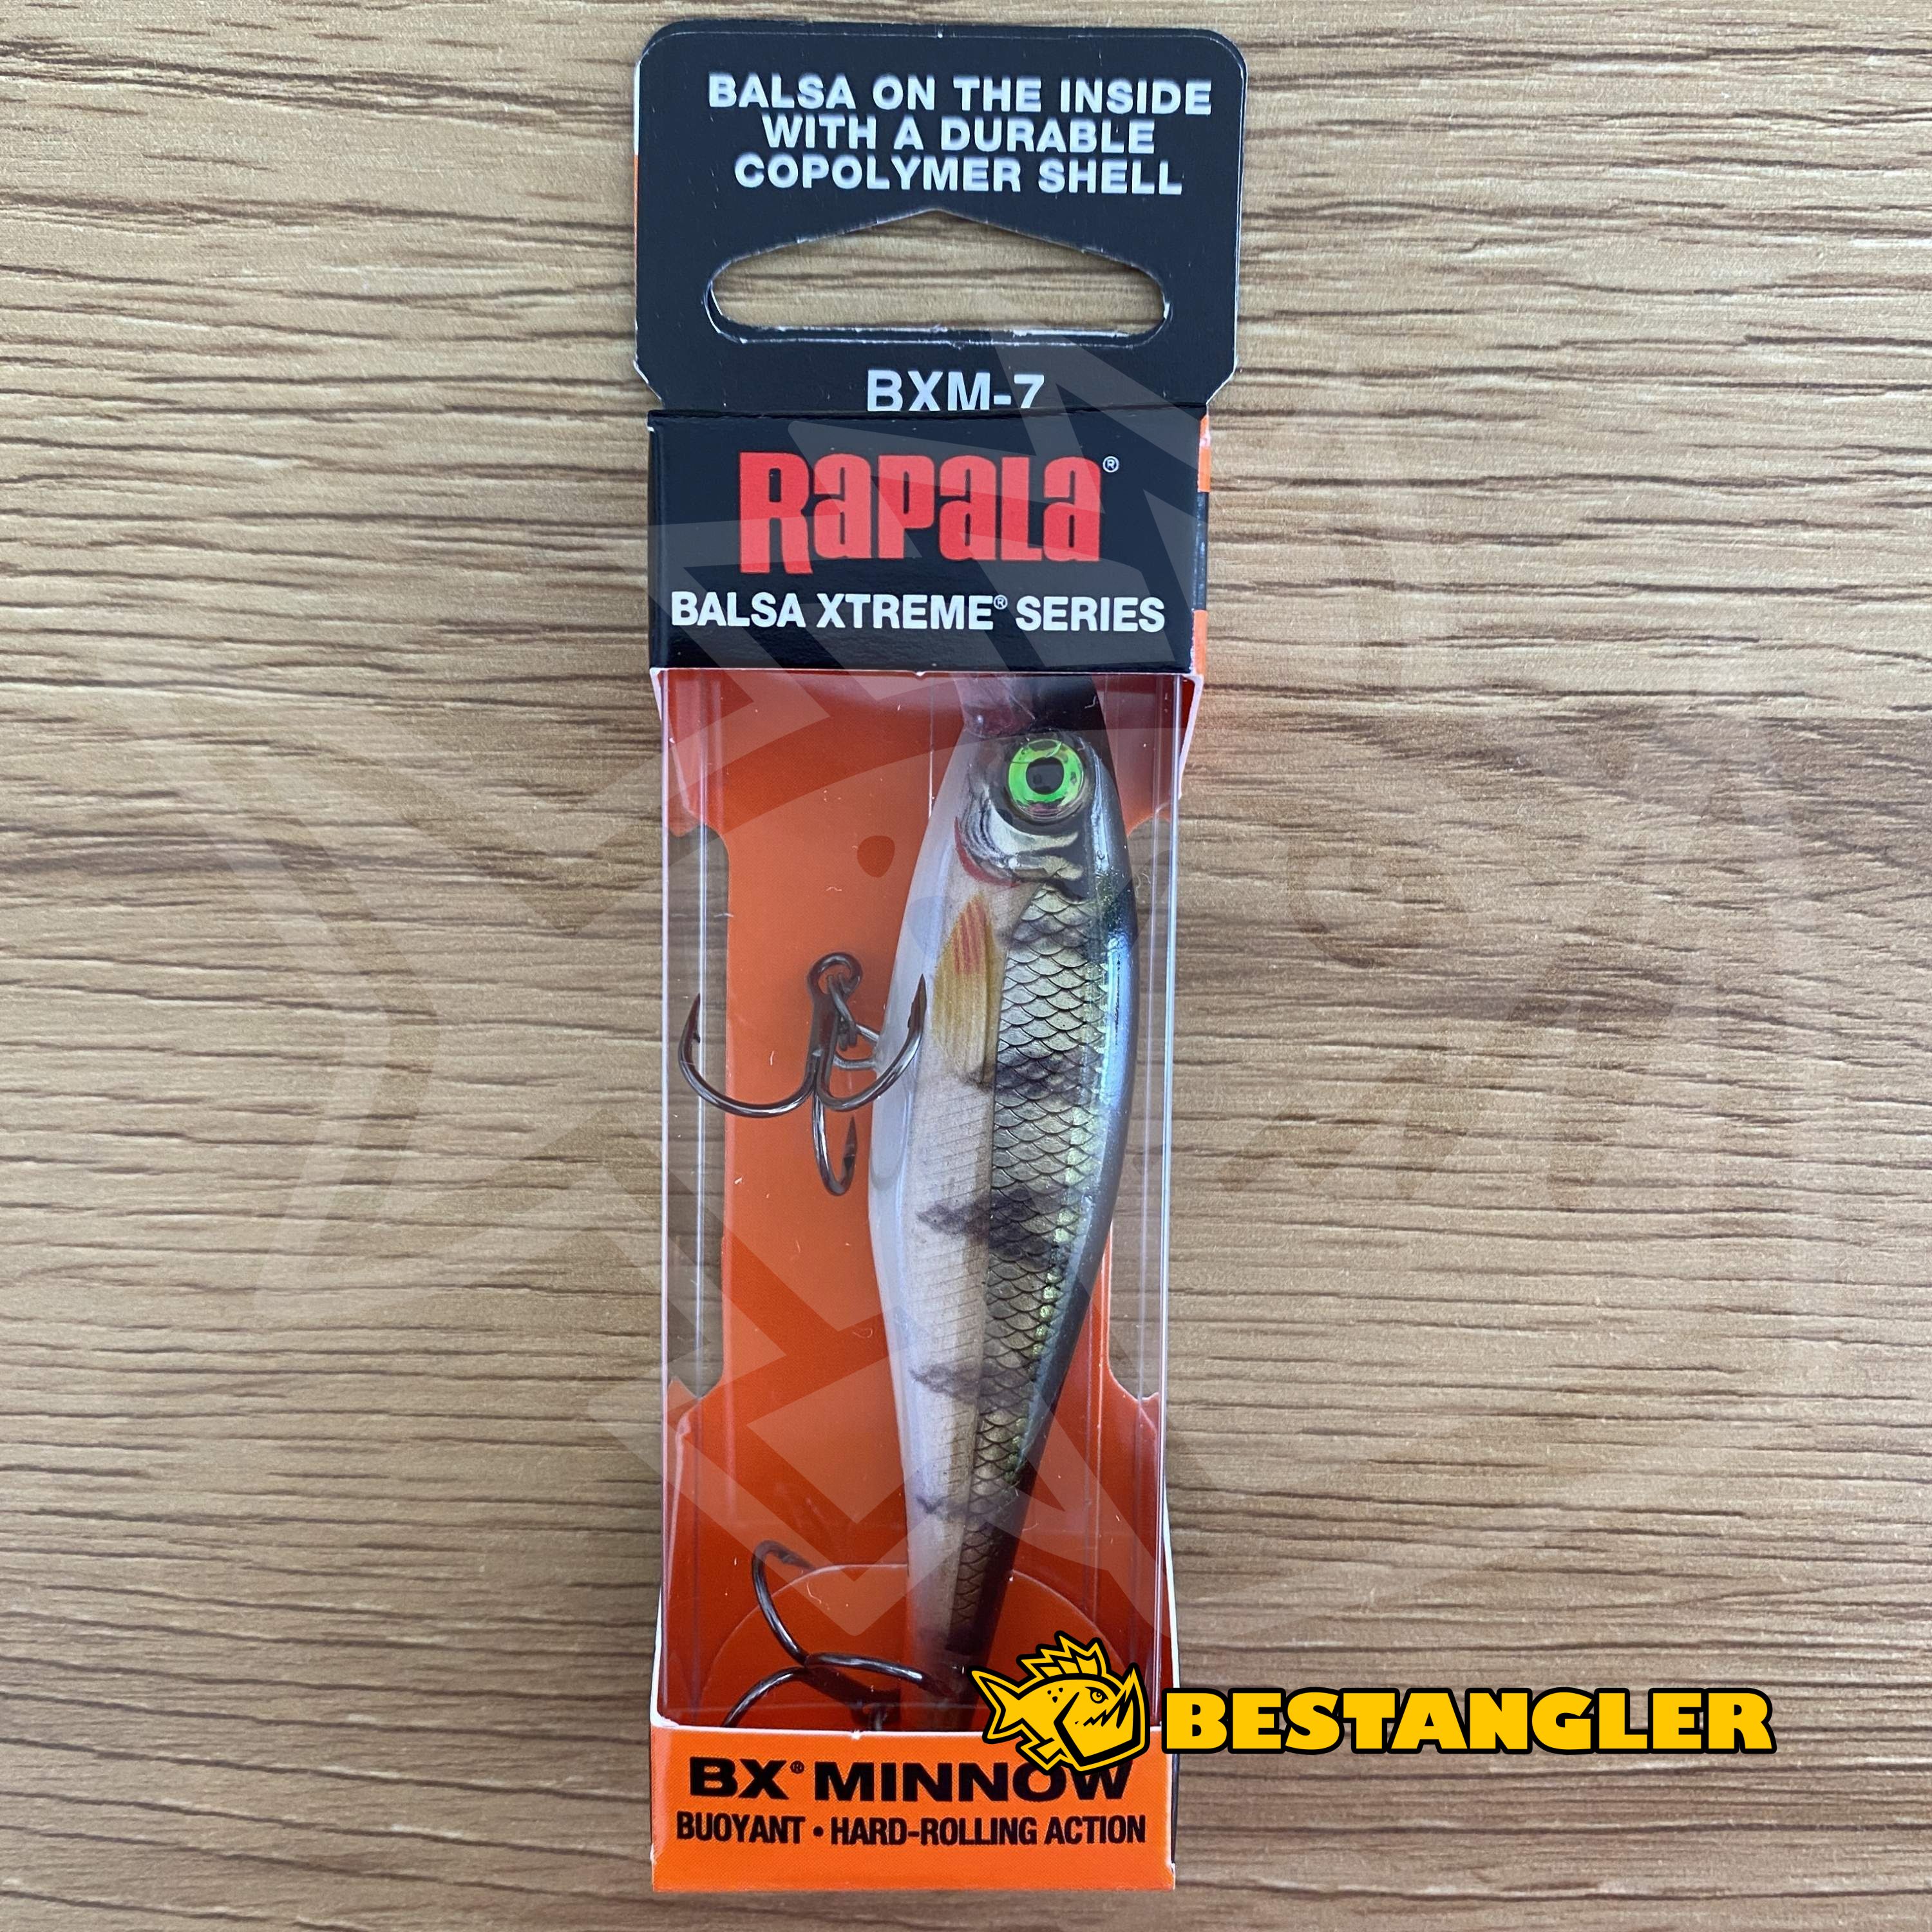 BALSA ON THE INSIDE
WITH A DURABLE
COPOLYMER SHELL
BXM-7
RAPALA®
BALSA XTREME® SERIES
BESTANGLER
BX® MINNOW
BUOYANT • HARD-ROLLING ACTION